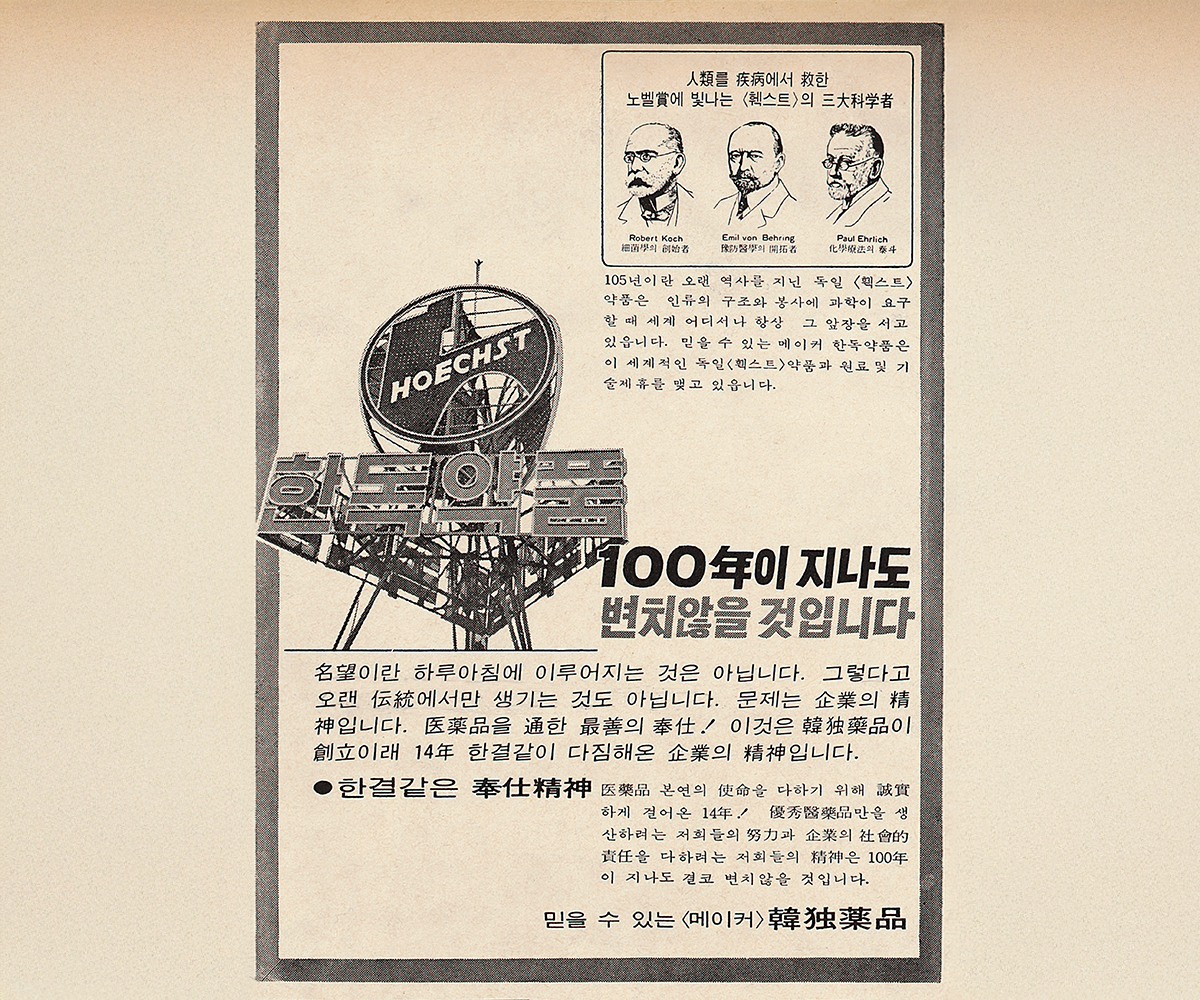 人類를 疾病에서 救한
노벨賞에 빛나는 〈훽스트〉의 三大科学者
Robert Koch
細菌學의 創始者
Emil von Behring
豫防醫學의 開拓者
Paul Ehrlich
化學療法의 泰斗
105년이란 오랜 역사를 지닌 독일 〈훽스트〉
약품은 인류의 구조와 봉사에 과학이 요구
할 때 세계 어디서나 항상 그 앞장을 서고
있읍니다. 믿을 수 있는 메이커 한독약품은
이 세계적인 독일〈훽스트〉약품과 원료 및 기
술제휴를 맺고 있읍니다.
HOECHST
한독약품
100年이 지나도
변치않을 것입니다
名望이란 하루아침에 이루어지는 것은 아닙니다. 그렇다고
오랜 伝統에서만 생기는 것도 아닙니다. 문제는 企業의 精
神입니다. 医薬品을 通한 最善의 奉仕! 이것은 韓独薬品이
創立이래 14年 한결같이 다짐해온 企業의 精神입니다.
●한결같은 奉仕精神
医藥品 본연의 使命을 다하기 위해 誠實
하게 걸어온 14年! 優秀醫藥品만을 생
산하려는 저희들의 努力과 企業의 社會的
責任을 다하려는 저희들의 精神은 100年
이 지나도 결코 변치않을 것입니다.
믿을 수 있는〈메이커〉韓独薬品